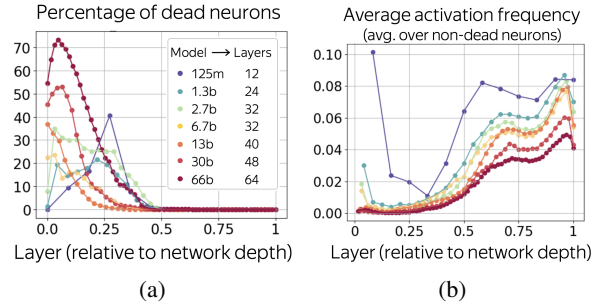 Percentage of dead neurons
70
60
50
40
30
20
10
0
0.0 0.25 0.5 0.75 1
Layer (relative to network depth)
Model → Layers
125m 12
1.3b 24
2.7b 32
6.7b 32
13b 40
30b 48
66b 64
(a)
Average activation frequency
(avg. over non-dead neurons)
0.10
0.08
0.06
0.04
0.02
0.00
0 0.25 0.5 0.75 1
Layer (relative to network depth)
(b)